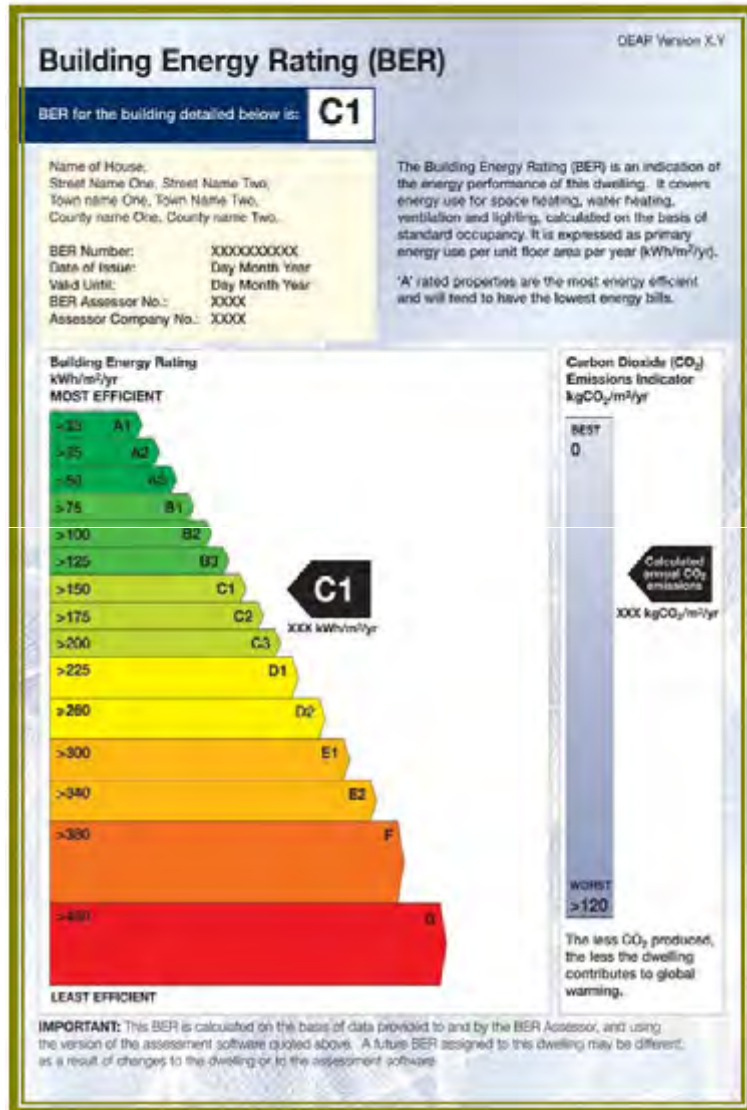 DEAP Version X.Y
Building Energy Rating (BER)
BER for the building detailed below is: C1
Name of House,
Street Name One, Street Name Two,
Town name One, Town Name Two,
County name One, County name Two,
BER Number: XXXXXXXXXX
Date of Issue: Day Month Year
Valid Until: Day Month Year
BER Assessor No.: XXXX
Assessor Company No.: XXXX
The Building Energy Rating (BER) is an indication of
the energy performance of this dwelling. It covers
energy use for space heating, water heating,
ventilation and lighting, calculated on the basis of
standard occupancy. It is expressed as primary
energy use per unit floor area per year (kWh/m²/yr).
'A' rated properties are the most energy efficient
and will tend to have the lowest energy bills.
Building Energy Rating
kWh/m²/yr
MOST EFFICIENT
A1
>25 A2
>50 A3
>75 B1
>100 B2
>125 B3
>150 C1
>175 C2
>200 C3
>225 D1
>260 D2
>300 E1
>340 E2
>380 F
>450 G
LEAST EFFICIENT
C1
XXX kWh/m²/yr
Carbon Dioxide (CO₂)
Emissions Indicator
kgCO₂/m²/yr
BEST
0
Calculated
annual CO₂
emissions
XXX kgCO₂/m²/yr
WORST
>120
The less CO₂ produced,
the less the dwelling
contributes to global
warming.
IMPORTANT: This BER is calculated on the basis of data provided to and by the BER Assessor, and using
the version of the assessment software quoted above. A future BER assigned to this dwelling may be different,
as a result of changes to the dwelling or to the assessment software.